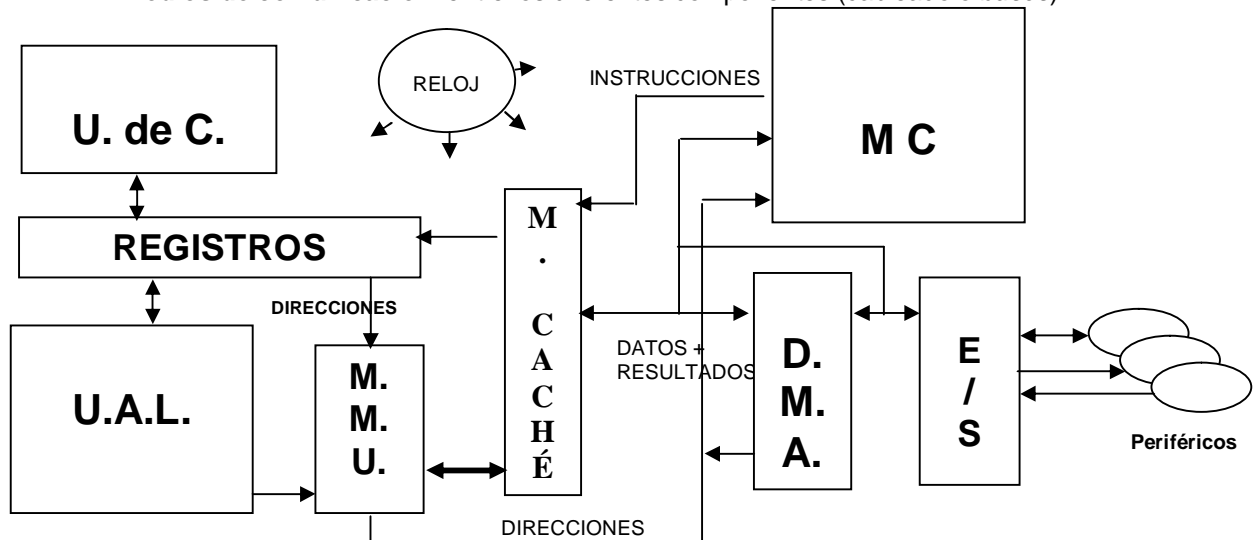 RELOJ
INSTRUCCIONES
U. de C.
M C
REGISTROS
M
.
C
A
C
H
É
DIRECCIONES
DATOS +
RESULTADOS
U.A.L.
M.
M.
U.
D.
M.
A.
E
/
S
Periféricos
DIRECCIONES